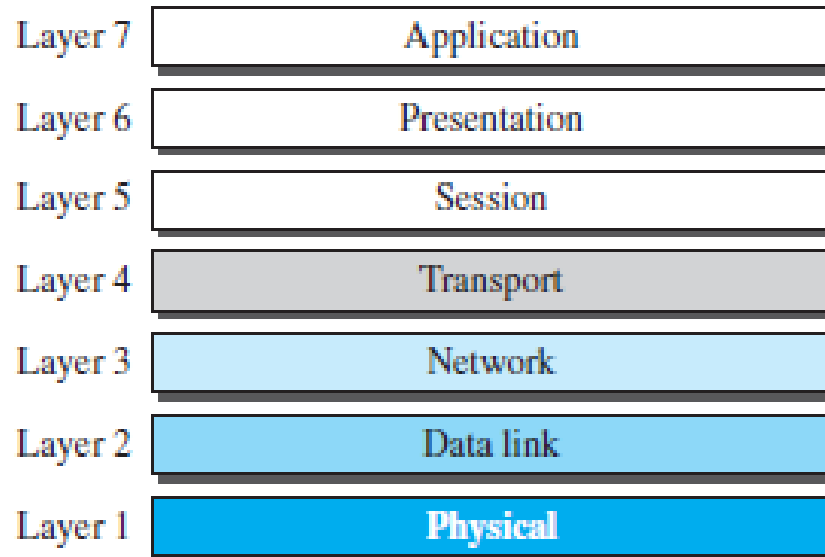 Layer 7 Application
Layer 6 Presentation
Layer 5 Session
Layer 4 Transport
Layer 3 Network
Layer 2 Data link
Layer 1 Physical